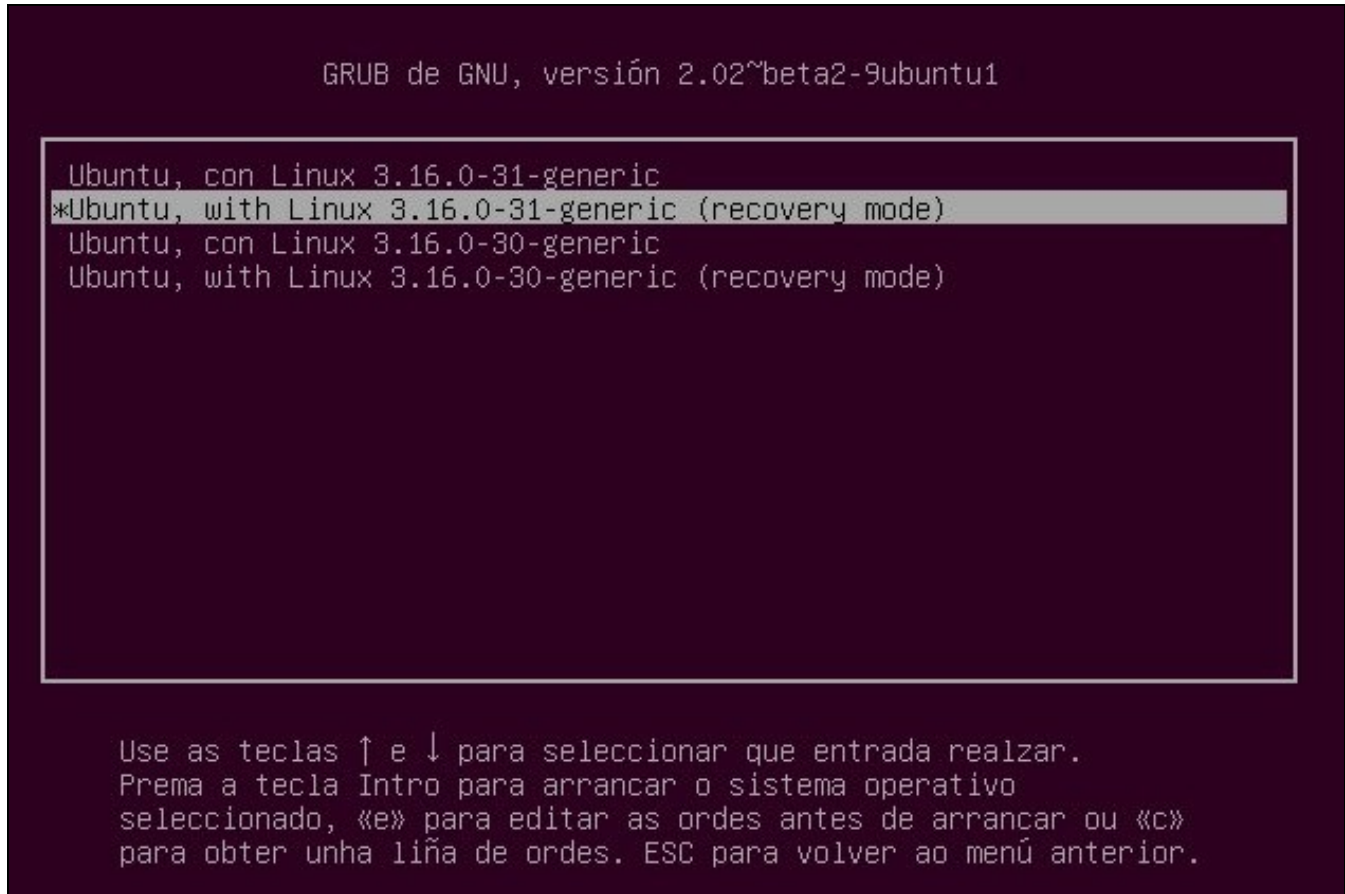 GRUB de GNU, versión 2.02~beta2-9ubuntu1
Ubuntu, con Linux 3.16.0-31-generic
*Ubuntu, with Linux 3.16.0-31-generic (recovery mode)
Ubuntu, con Linux 3.16.0-30-generic
Ubuntu, with Linux 3.16.0-30-generic (recovery mode)
Use as teclas ↑ e ↓ para seleccionar que entrada realzar.
Prema a tecla Intro para arrancar o sistema operativo
seleccionado, «e» para editar as ordes antes de arrancar ou «c»
para obter unha liña de ordes. ESC para volver ao menú anterior.